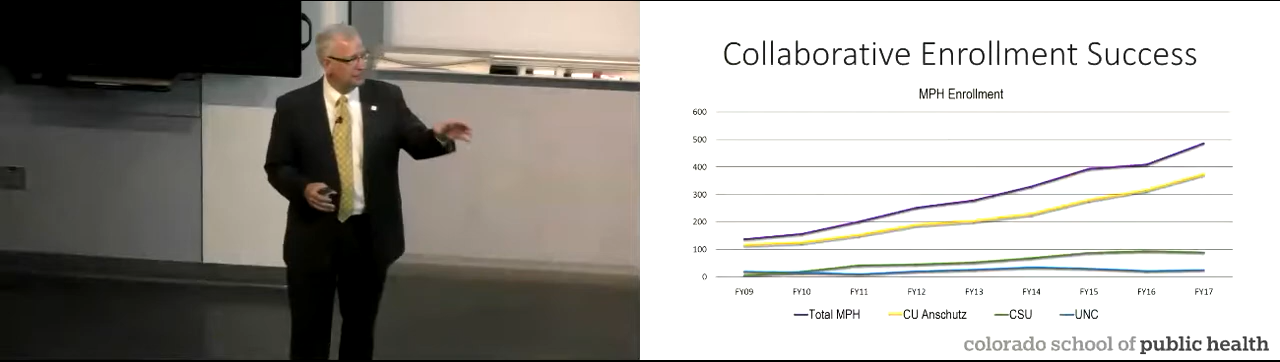 Collaborative Enrollment Success
MPH Enrollment
600
500
400
300
200
100
0
FY09 FY10 FY11 FY12 FY13 FY14 FY15 FY16 FY17
Total MPH CU Anschutz CSU UNC
colorado school of public health